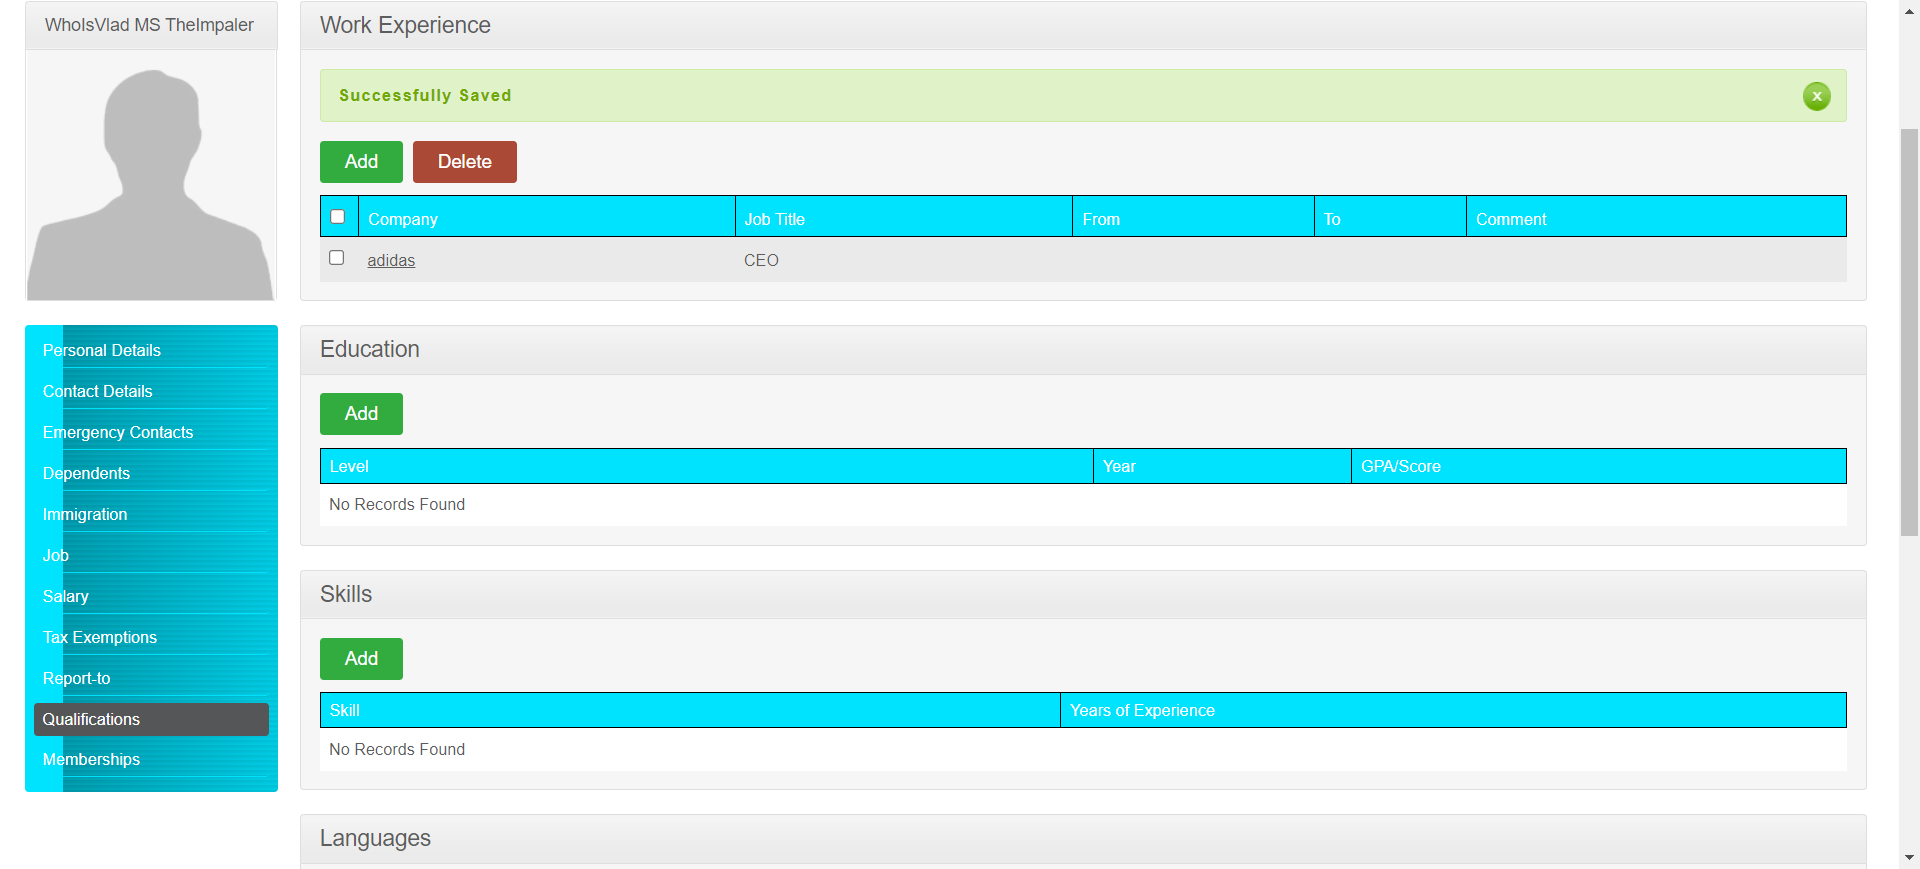 WhoIsVlad MS TheImpaler
Personal Details
Contact Details
Emergency Contacts
Dependents
Immigration
Job
Salary
Tax Exemptions
Report-to
Qualifications
Memberships
Work Experience
Successfully Saved
x
Add Delete
Company Job Title From To Comment
adidas CEO
Education
Add
Level Year GPA/Score
No Records Found
Skills
Add
Skill Years of Experience
No Records Found
Languages